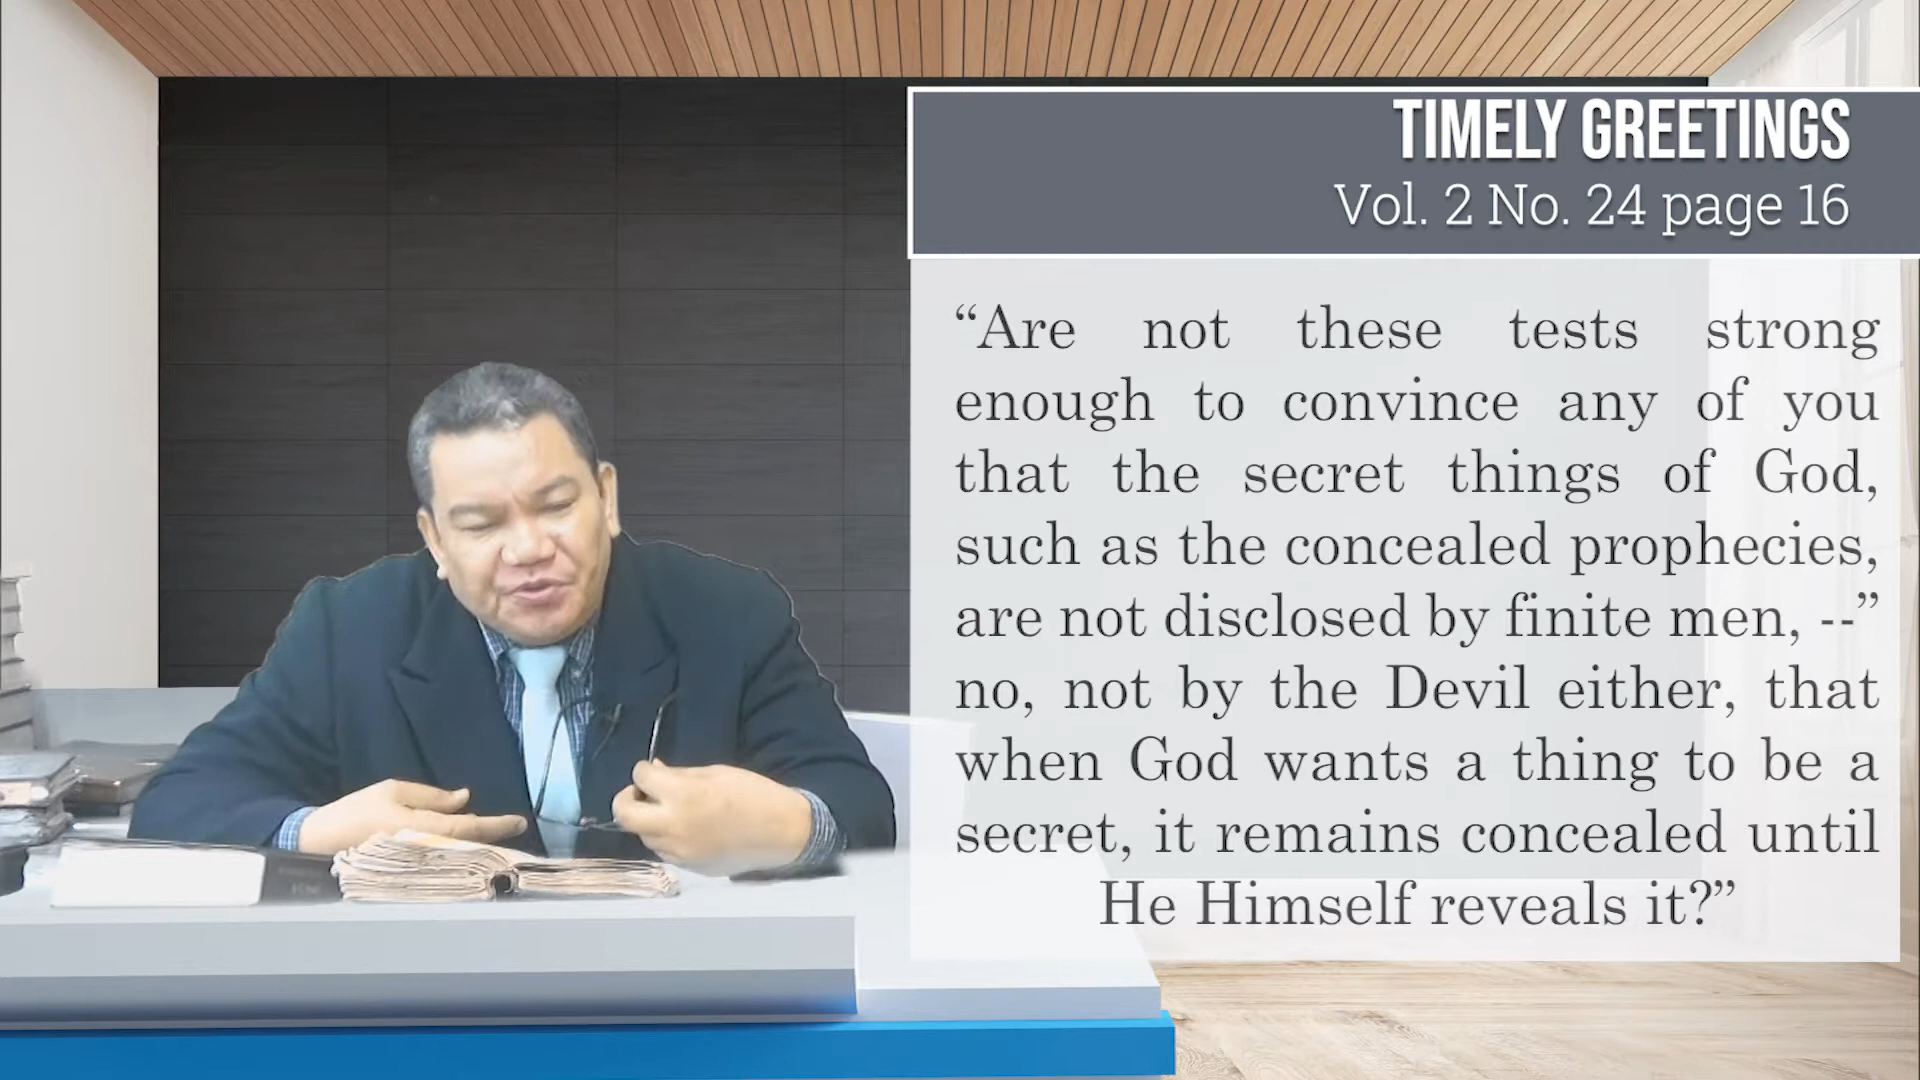 TIMELY GREETINGS
Vol. 2 No. 24 page 16
“Are not these tests strong
enough to convince any of you
that the secret things of God,
such as the concealed prophecies,
are not disclosed by finite men, --”
no, not by the Devil either, that
when God wants a thing to be a
secret, it remains concealed until
He Himself reveals it?”